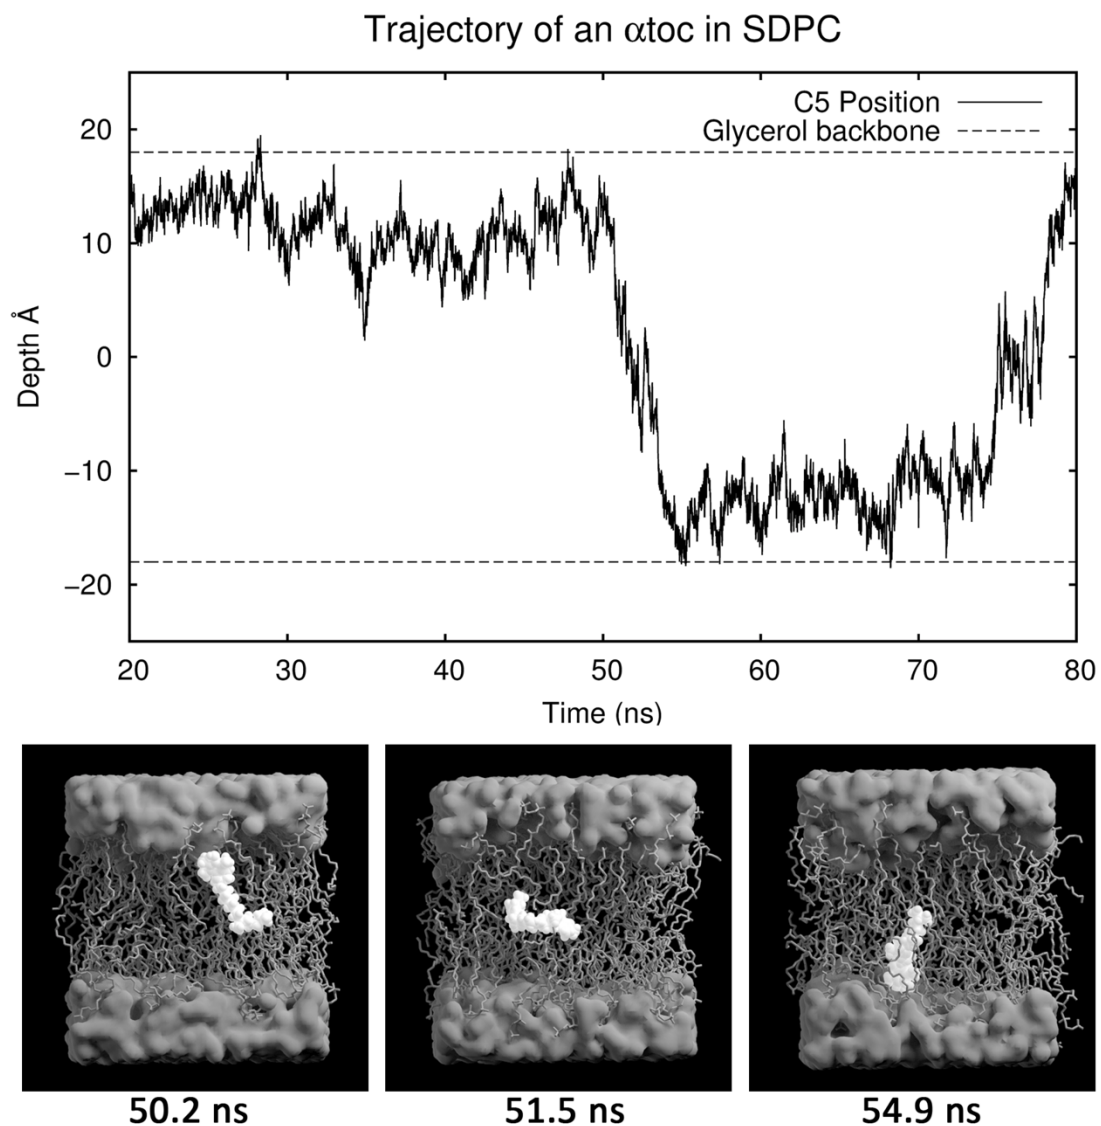 Trajectory of an αtoc in SDPC
C5 Position
Glycerol backbone
Depth Å
20
10
0
−10
−20
20 30 40 50 60 70 80
Time (ns)
50.2 ns 51.5 ns 54.9 ns